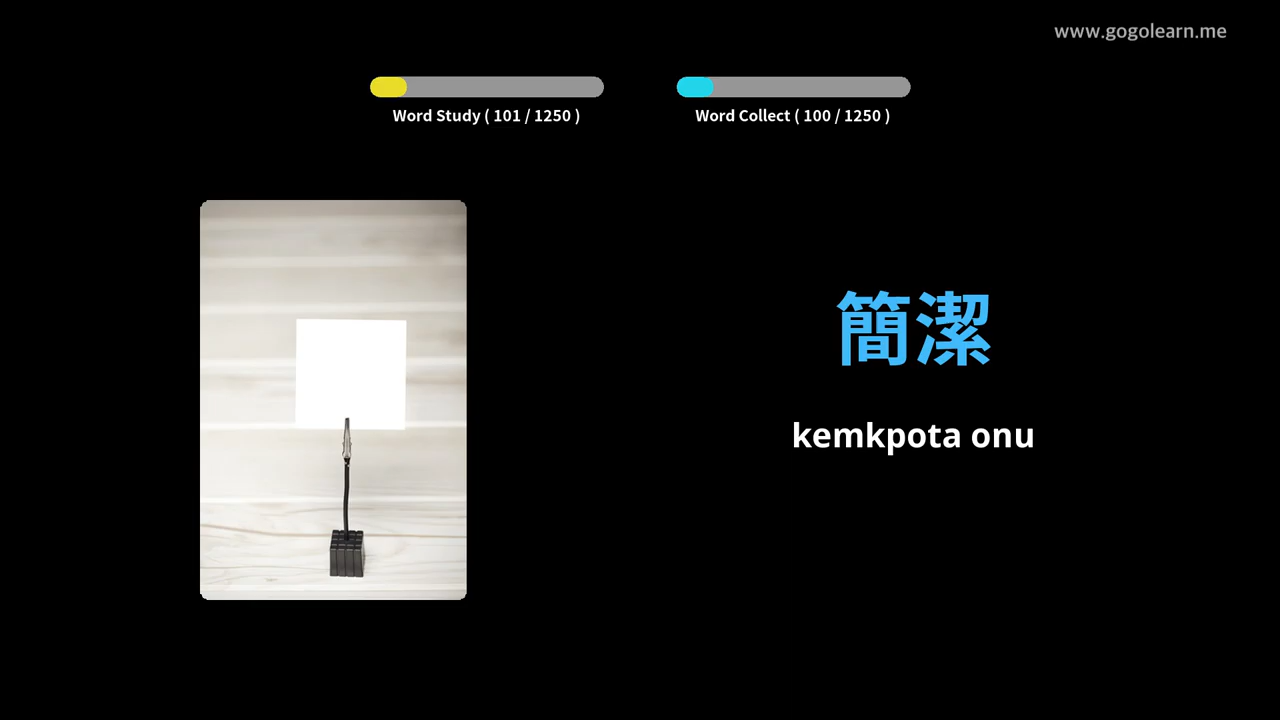 www.gogolearn.me
Word Study ( 101 / 1250 )
Word Collect ( 100 / 1250 )
簡潔
kemkpota onu